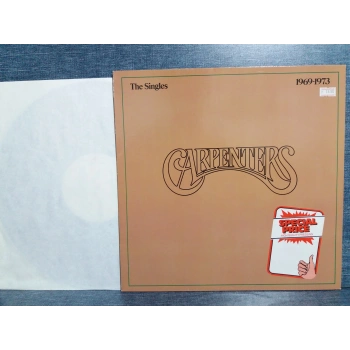 The Singles
1969-1973
CARPENTERS
SPECIAL
PRICE